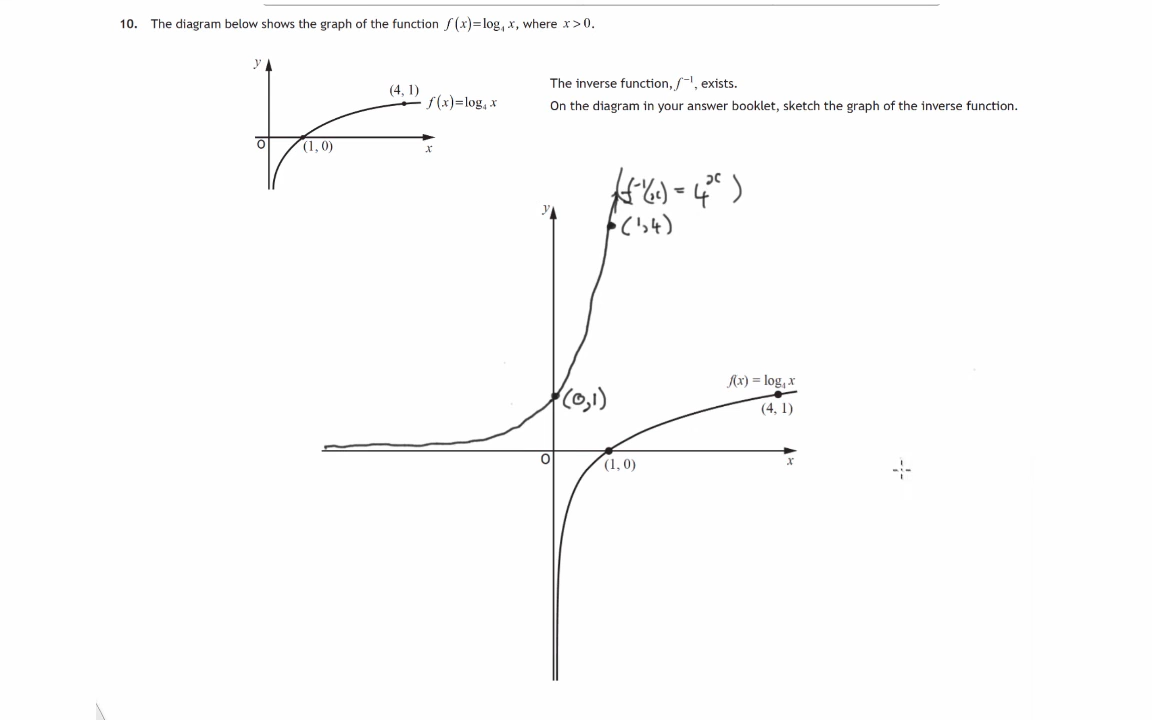 10. The diagram below shows the graph of the function f(x)=log₄ x, where x>0.
y
(4, 1)
f(x)=log₄ x
O
(1, 0)
x
The inverse function, f⁻¹, exists.
On the diagram in your answer booklet, sketch the graph of the inverse function.
(f⁻¹(x) = 4ˣ)
y
(1,4)
f(x) = log₄ x
(0,1)
(4, 1)
O
(1, 0)
x